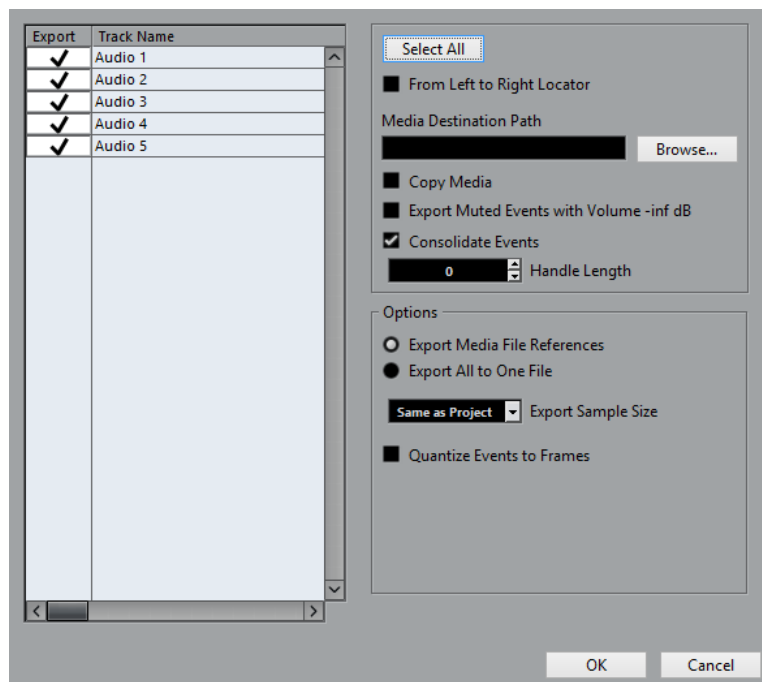 Export Track Name
Audio 1
Audio 2
Audio 3
Audio 4
Audio 5
Select All
From Left to Right Locator
Media Destination Path
Browse...
Copy Media
Export Muted Events with Volume -inf dB
Consolidate Events
0 Handle Length
Options
Export Media File References
Export All to One File
Same as Project Export Sample Size
Quantize Events to Frames
OK Cancel